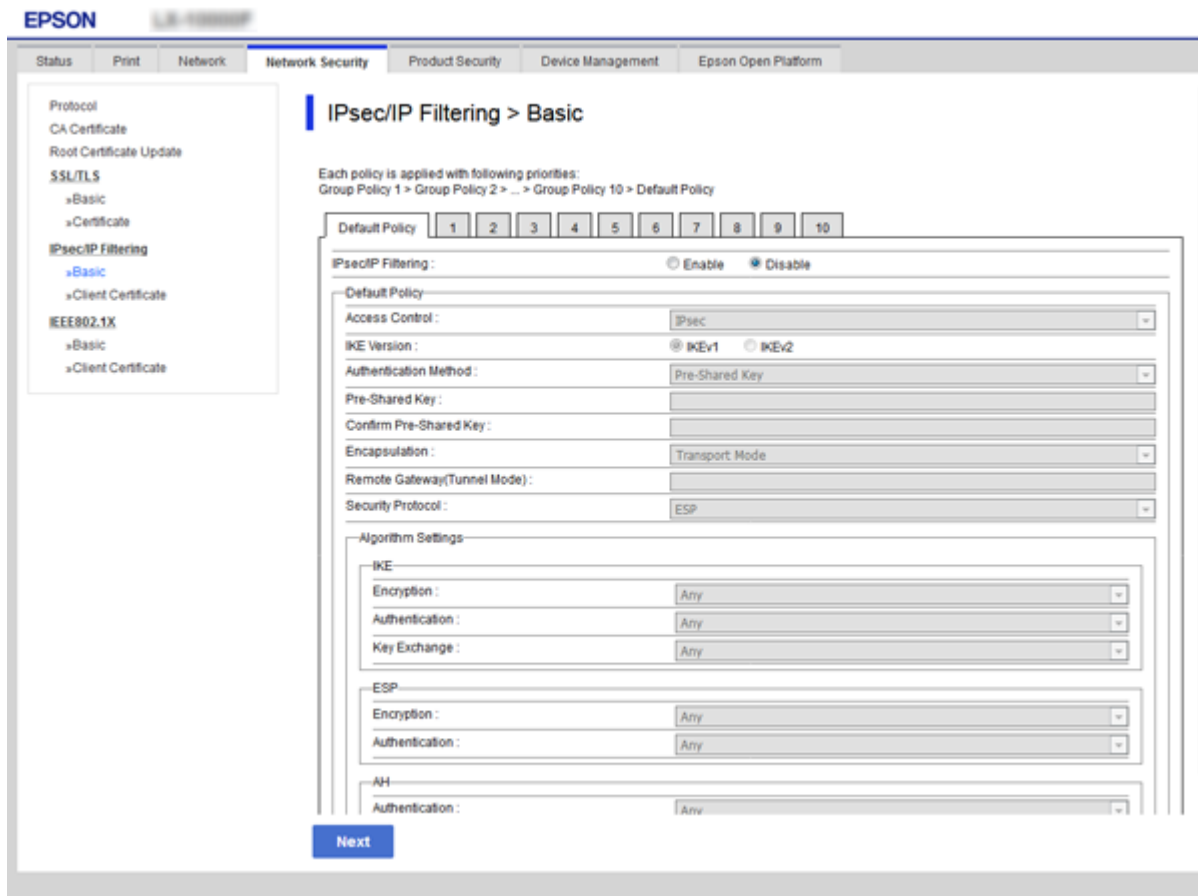 EPSON
Status Print Network Network Security Product Security Device Management Epson Open Platform
Protocol
CA Certificate
Root Certificate Update
SSL/TLS
»Basic
»Certificate
IPsec/IP Filtering
»Basic
»Client Certificate
IEEE802.1X
»Basic
»Client Certificate
IPsec/IP Filtering > Basic
Each policy is applied with following priorities:
Group Policy 1 > Group Policy 2 > ... > Group Policy 10 > Default Policy
Default Policy 1 2 3 4 5 6 7 8 9 10
IPsec/IP Filtering : Enable Disable
Default Policy
Access Control : IPsec
IKE Version : IKEv1 IKEv2
Authentication Method : Pre-Shared Key
Pre-Shared Key :
Confirm Pre-Shared Key :
Encapsulation : Transport Mode
Remote Gateway(Tunnel Mode) :
Security Protocol : ESP
Algorithm Settings
IKE
Encryption : Any
Authentication : Any
Key Exchange : Any
ESP
Encryption : Any
Authentication : Any
AH
Authentication : Any
Next